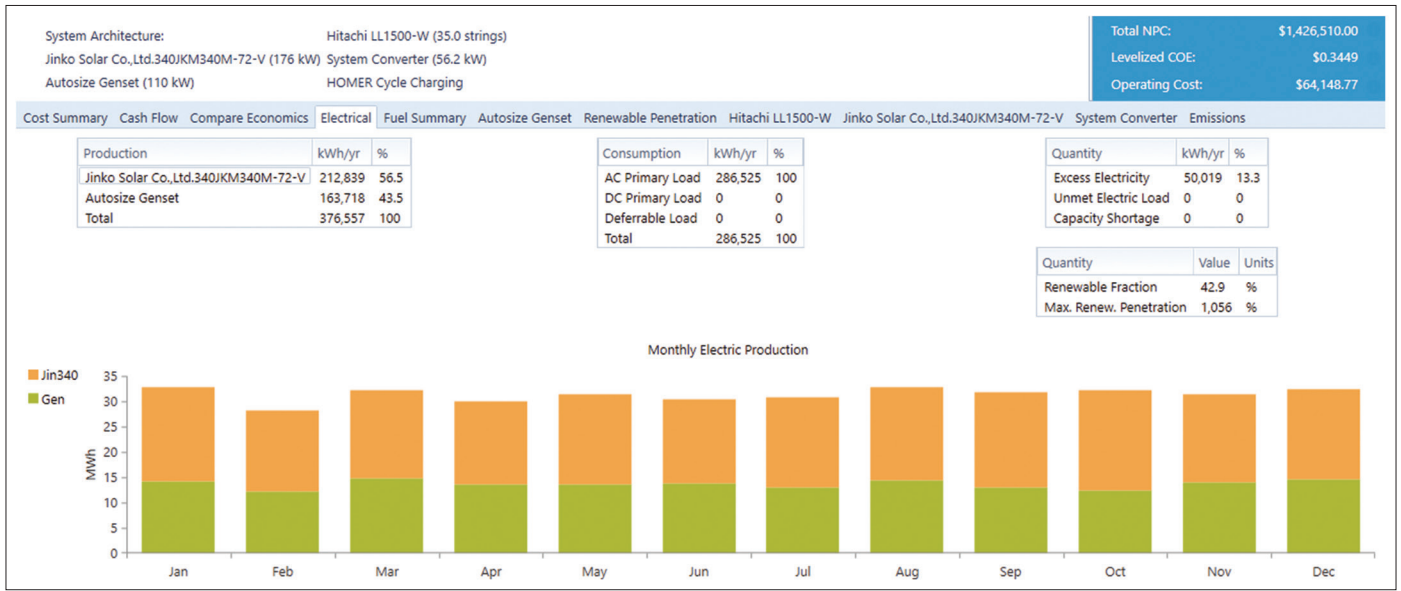 System Architecture: Hitachi LL1500-W (35.0 strings)
Jinko Solar Co.,Ltd.340JKM340M-72-V (176 kW) System Converter (56.2 kW)
Autosize Genset (110 kW) HOMER Cycle Charging
Total NPC: $1,426,510.00
Levelized COE: $0.3449
Operating Cost: $64,148.77
Cost Summary Cash Flow Compare Economics Electrical Fuel Summary Autosize Genset Renewable Penetration Hitachi LL1500-W Jinko Solar Co.,Ltd.340JKM340M-72-V System Converter Emissions
Production kWh/yr %
Jinko Solar Co.,Ltd.340JKM340M-72-V 212,839 56.5
Autosize Genset 163,718 43.5
Total 376,557 100
Consumption kWh/yr %
AC Primary Load 286,525 100
DC Primary Load 0 0
Deferrable Load 0 0
Total 286,525 100
Quantity kWh/yr %
Excess Electricity 50,019 13.3
Unmet Electric Load 0 0
Capacity Shortage 0 0
Quantity Value Units
Renewable Fraction 42.9 %
Max. Renew. Penetration 1,056 %
Monthly Electric Production
Jin340
Gen
MWh
35
30
25
20
15
10
5
0
Jan Feb Mar Apr May Jun Jul Aug Sep Oct Nov Dec